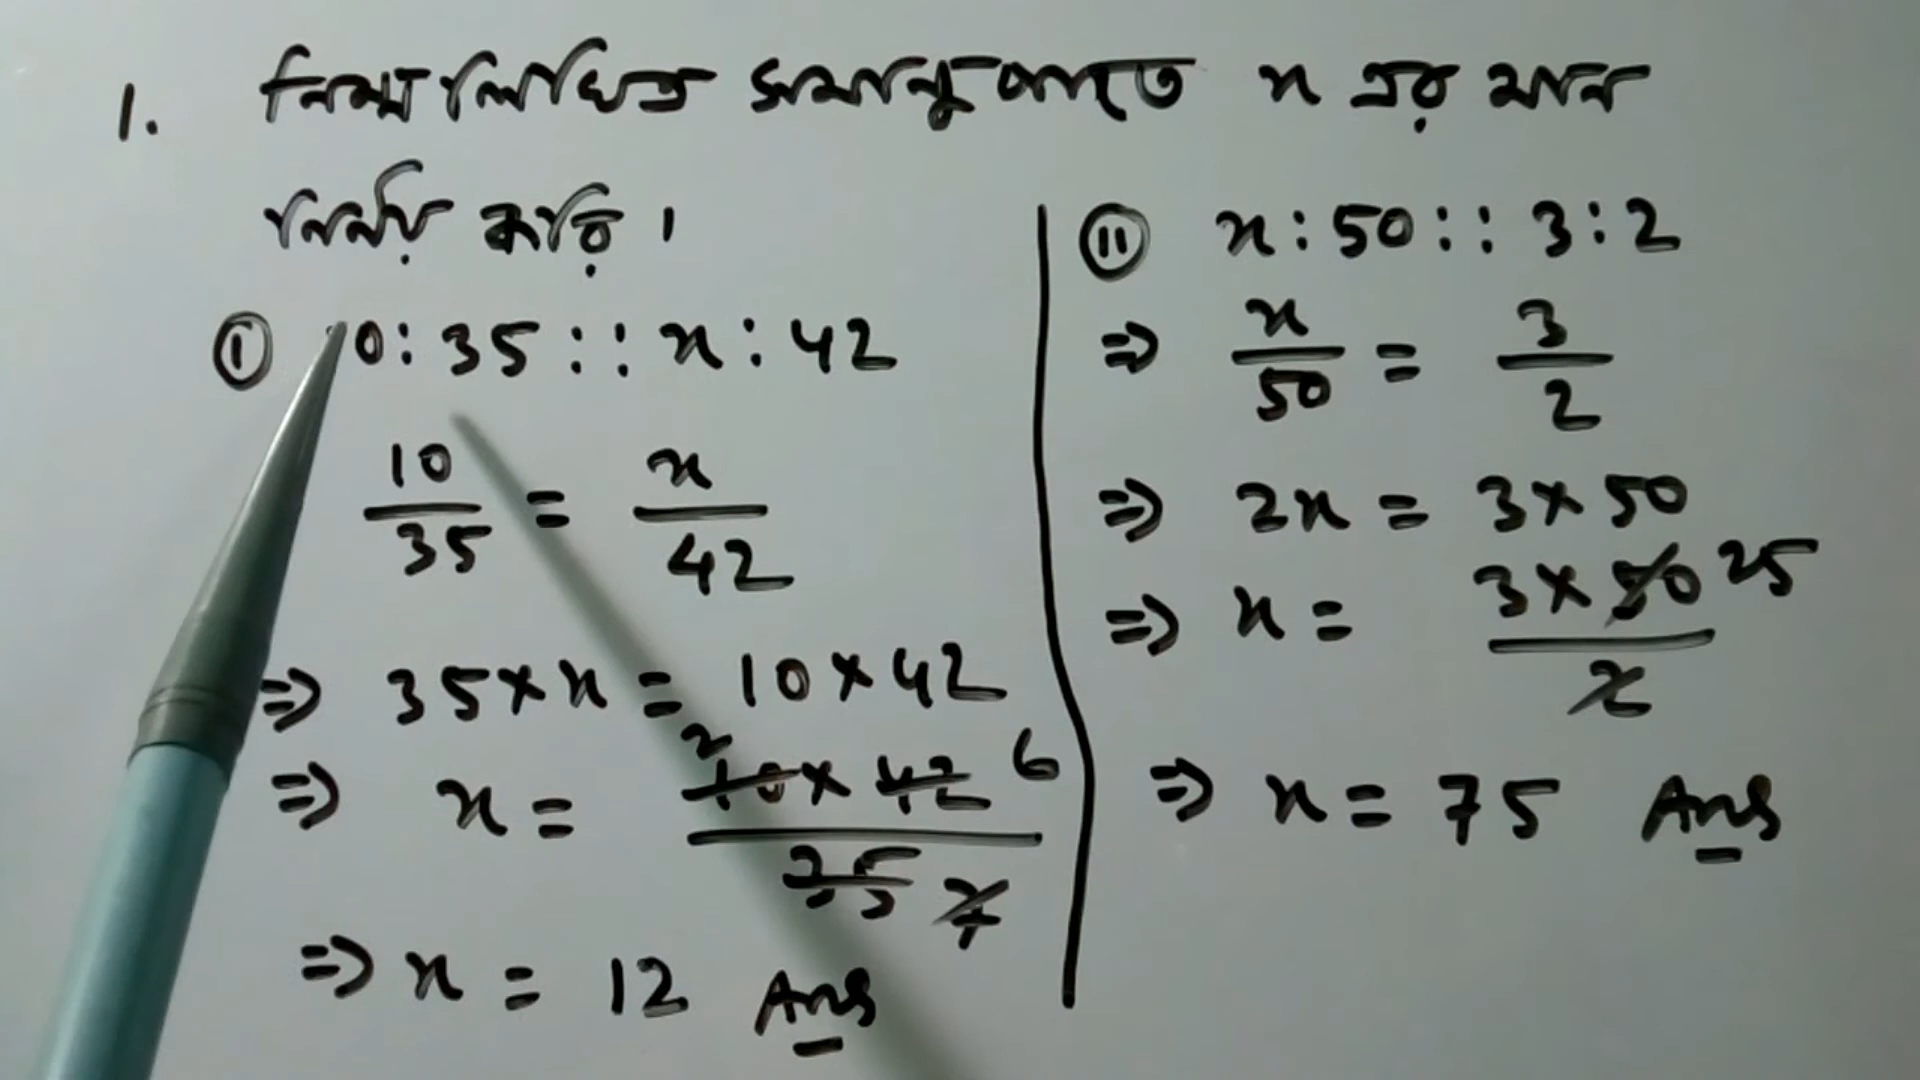 1. নিম্নলিখিত সমানুপাতে x এর মান
নির্ণয় করি।
(i) 0 : 35 :: x : 42
10/35 = x/42
⇒ 35 × x = 10 × 42
⇒ x = 2 10 × 42 6 / 35 7
⇒ x = 12 Ans
(ii) x : 50 :: 3 : 2
⇒ x/50 = 3/2
⇒ 2x = 3 × 50
⇒ x = 3 × 50 25 / 2
⇒ x = 75 Ans